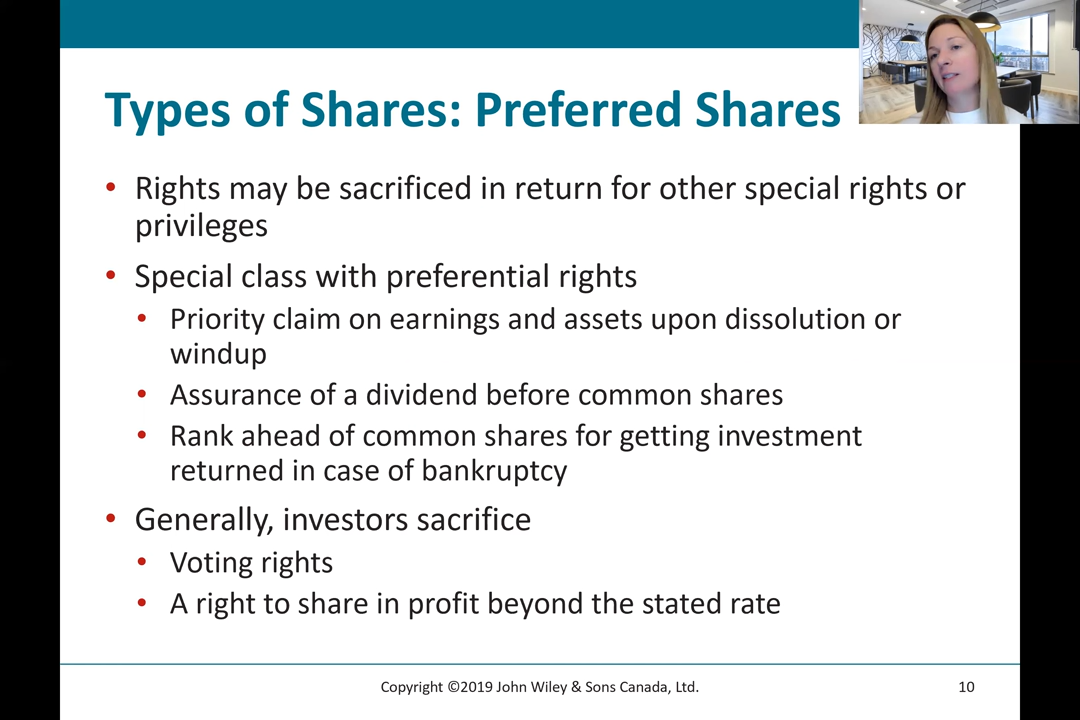 Types of Shares: Preferred Shares
• Rights may be sacrificed in return for other special rights or
privileges
• Special class with preferential rights
• Priority claim on earnings and assets upon dissolution or
windup
• Assurance of a dividend before common shares
• Rank ahead of common shares for getting investment
returned in case of bankruptcy
• Generally, investors sacrifice
• Voting rights
• A right to share in profit beyond the stated rate
Copyright ©2019 John Wiley & Sons Canada, Ltd.
10